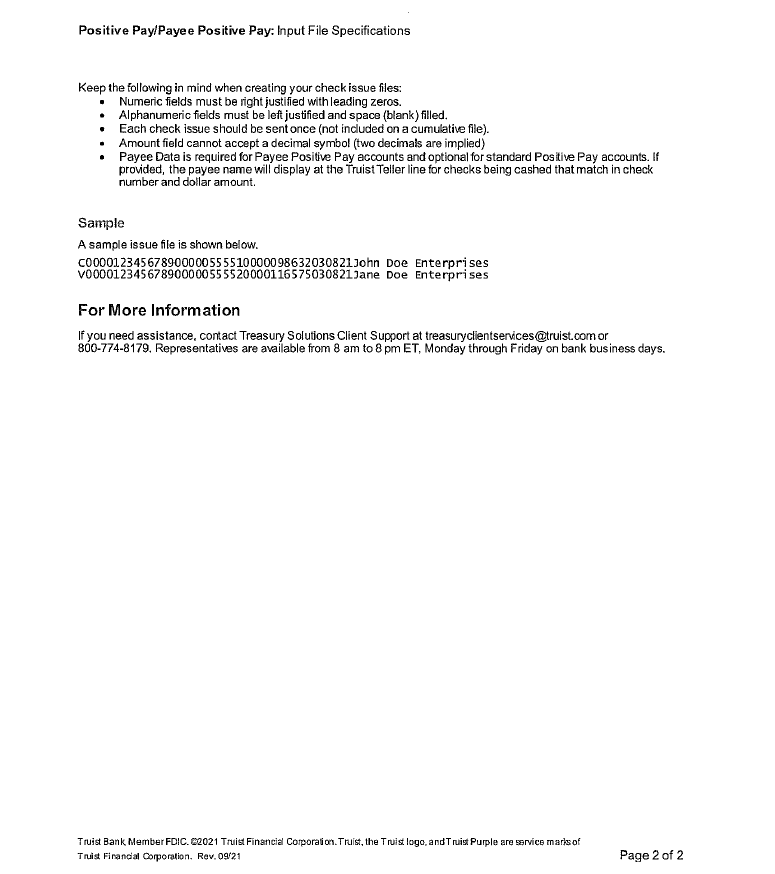 Positive Pay/Payee Positive Pay: Input File Specifications
Keep the following in mind when creating your check issue files:
• Numeric fields must be right justified with leading zeros.
• Alphanumeric fields must be left justified and space (blank) filled.
• Each check issue should be sent once (not included on a cumulative file).
• Amount field cannot accept a decimal symbol (two decimals are implied)
• Payee Data is required for Payee Positive Pay accounts and optional for standard Positive Pay accounts. If
provided, the payee name will display at the Truist Teller line for checks being cashed that match in check
number and dollar amount.
Sample
A sample issue file is shown below.
C00001234567890000055551000009863203082​1John Doe Enterprises
V000012345678900000555520000116575030821Jane Doe Enterprises
For More Information
If you need assistance, contact Treasury Solutions Client Support at treasuryclientservices@truist.com or
800-774-8179. Representatives are available from 8 am to 8 pm ET, Monday through Friday on bank business days.
Truist Bank, Member FDIC. ©2021 Truist Financial Corporation. Truist, the Truist logo, and Truist Purple are service marks of
Truist Financial Corporation. Rev. 09/21
Page 2 of 2